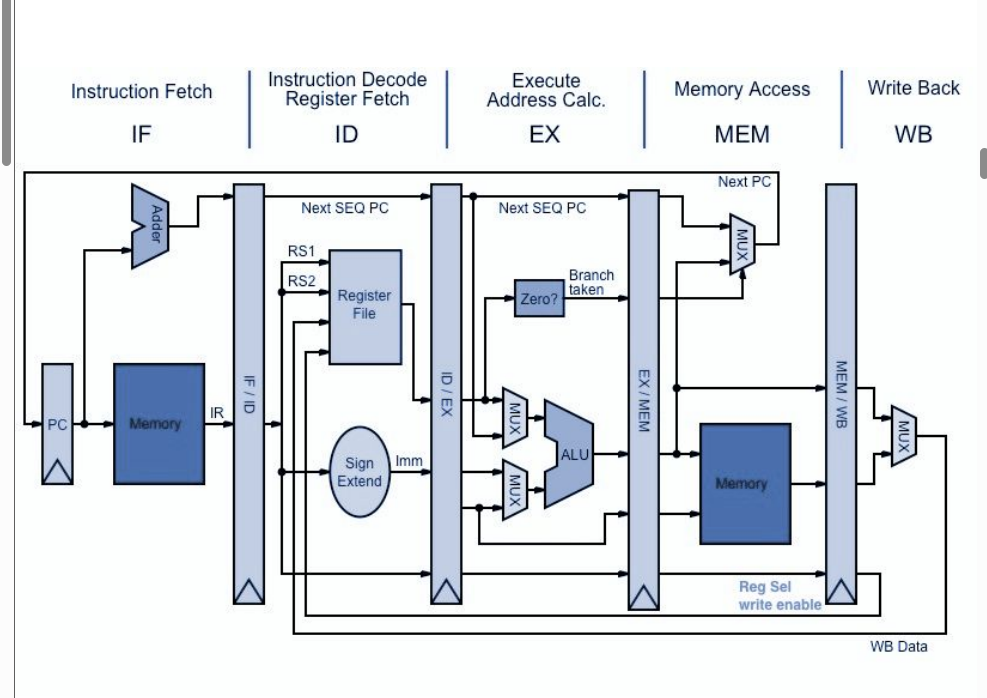 Instruction Fetch
IF
Instruction Decode
Register Fetch
ID
Execute
Address Calc.
EX
Memory Access
MEM
Write Back
WB
Next PC
Adder
Next SEQ PC
Next SEQ PC
MUX
RS1
RS2
Register
File
Zero?
Branch
taken
IF / ID
ID / EX
EX / MEM
MEM / WB
PC
Memory
IR
Sign
Extend
Imm
MUX
MUX
ALU
Memory
MUX
Reg Sel
write enable
WB Data